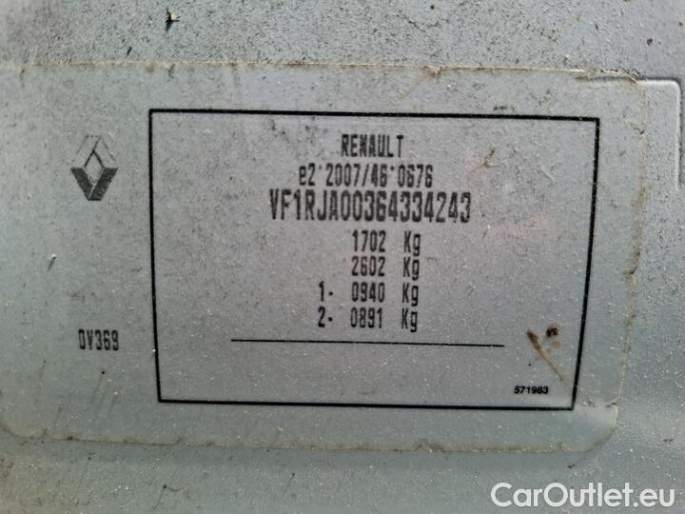 RENAULT
e2*2007/46*0676
VF1RJA00364334243
1702 Kg
2602 Kg
1- 0940 Kg
2- 0891 Kg
DV369
571983
CarOutlet.eu